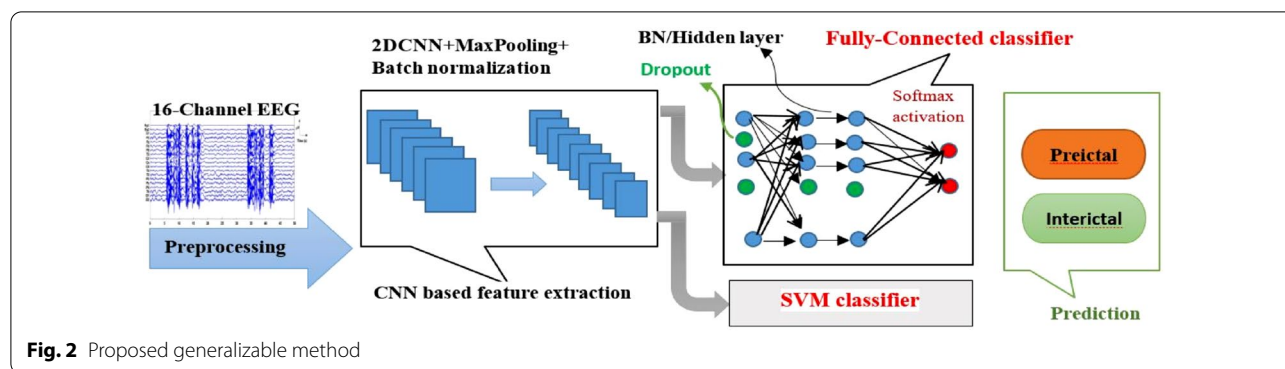 16-Channel EEG
Preprocessing
2DCNN+MaxPooling+
Batch normalization
CNN based feature extraction
BN/Hidden layer
Dropout
Fully-Connected classifier
Softmax
activation
SVM classifier
Preictal
Interictal
Prediction
Fig. 2 Proposed generalizable method